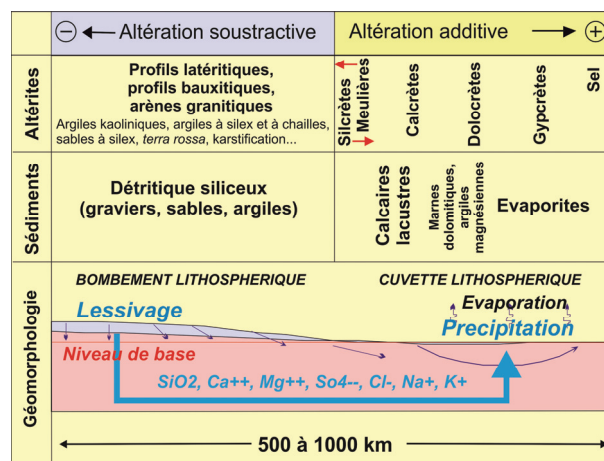 − Altération soustractive
Altération additive +
Altérites
Profils latéritiques,
profils bauxitiques,
arènes granitiques
Argiles kaoliniques, argiles à silex et à chailles,
sables à silex, terra rossa, karstification...
Silcrètes
Meulières
Calcrètes
Dolocrètes
Gypcrètes
Sel
Sédiments
Détritique siliceux
(graviers, sables, argiles)
Calcaires
lacustres
Marnes
dolomitiques,
argiles
magnésiennes
Evaporites
Géomorphologie
BOMBEMENT LITHOSPHERIQUE
CUVETTE LITHOSPHERIQUE
Lessivage
Evaporation
Precipitation
Niveau de base
SiO2, Ca++, Mg++, So4--, Cl-, Na+, K+
500 à 1000 km